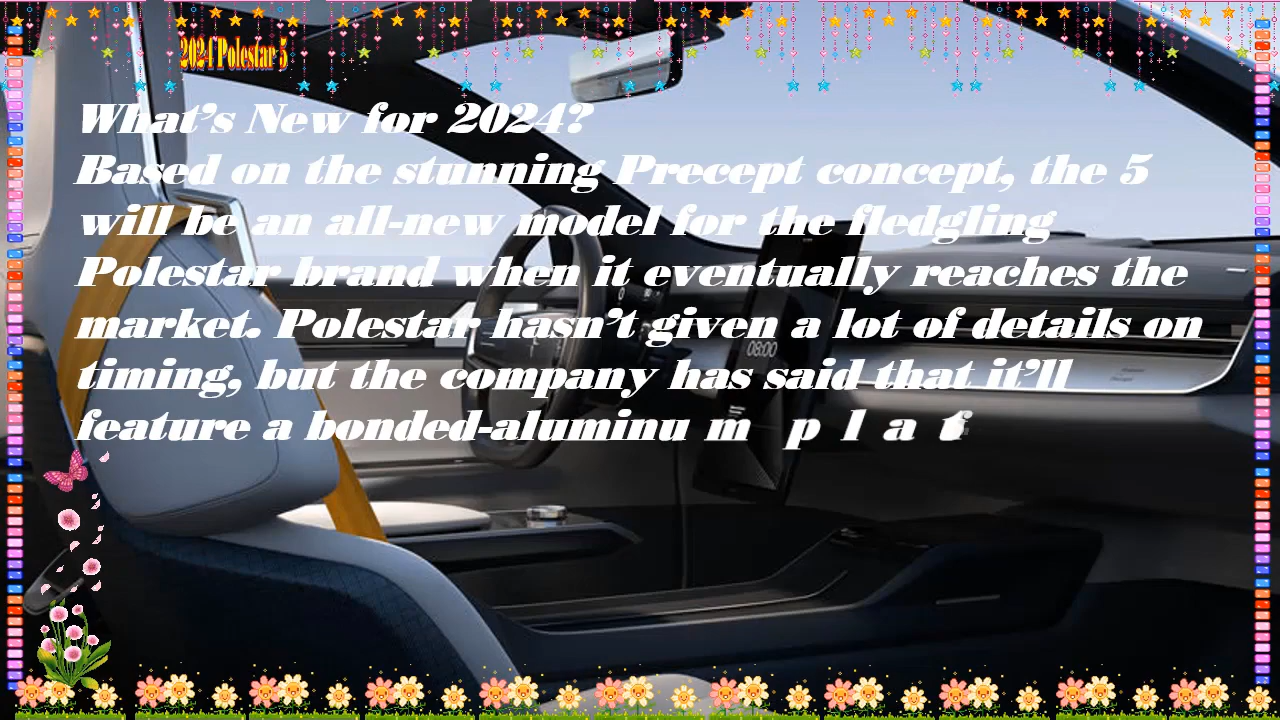 2024 Polestar 5
What’s New for 2024?
Based on the stunning Precept concept, the 5
will be an all-new model for the fledgling
Polestar brand when it eventually reaches the
market. Polestar hasn’t given a lot of details on
timing, but the company has said that it’ll
feature a bonded-aluminu m p l a t
08:00